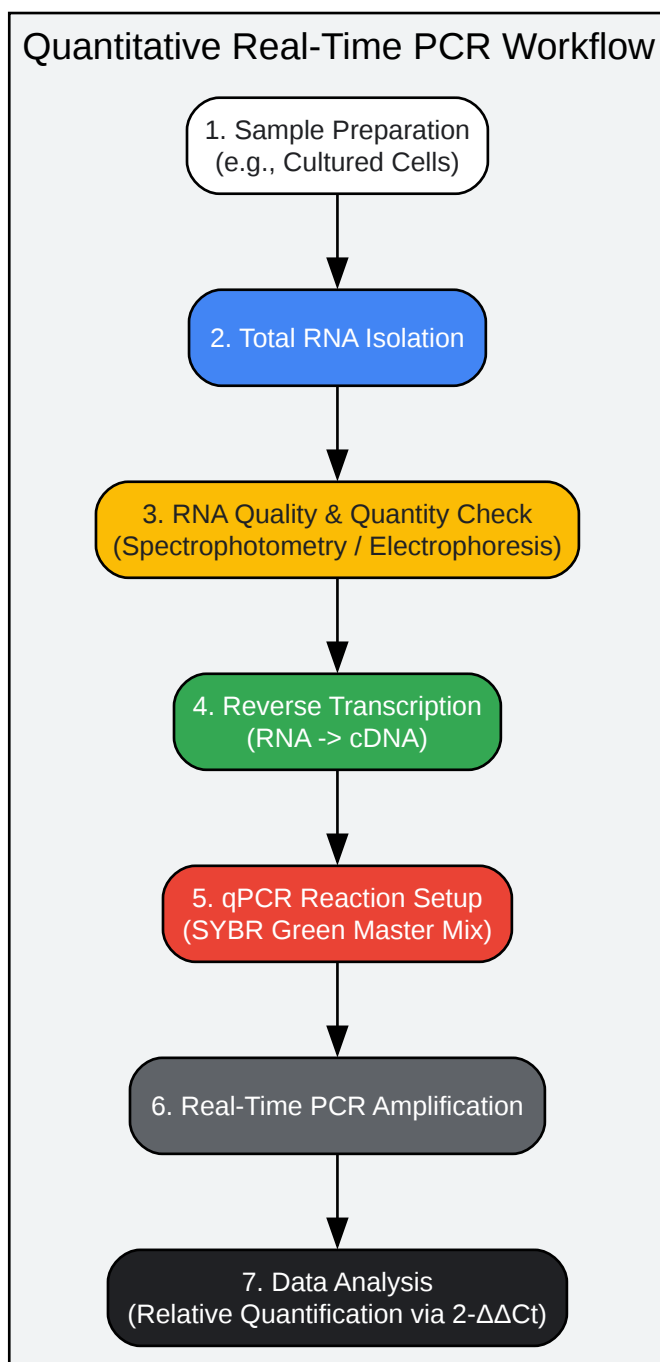 Quantitative Real-Time PCR Workflow
1. Sample Preparation
(e.g., Cultured Cells)
2. Total RNA Isolation
3. RNA Quality & Quantity Check
(Spectrophotometry / Electrophoresis)
4. Reverse Transcription
(RNA -> cDNA)
5. qPCR Reaction Setup
(SYBR Green Master Mix)
6. Real-Time PCR Amplification
7. Data Analysis
(Relative Quantification via 2-ΔΔCt)